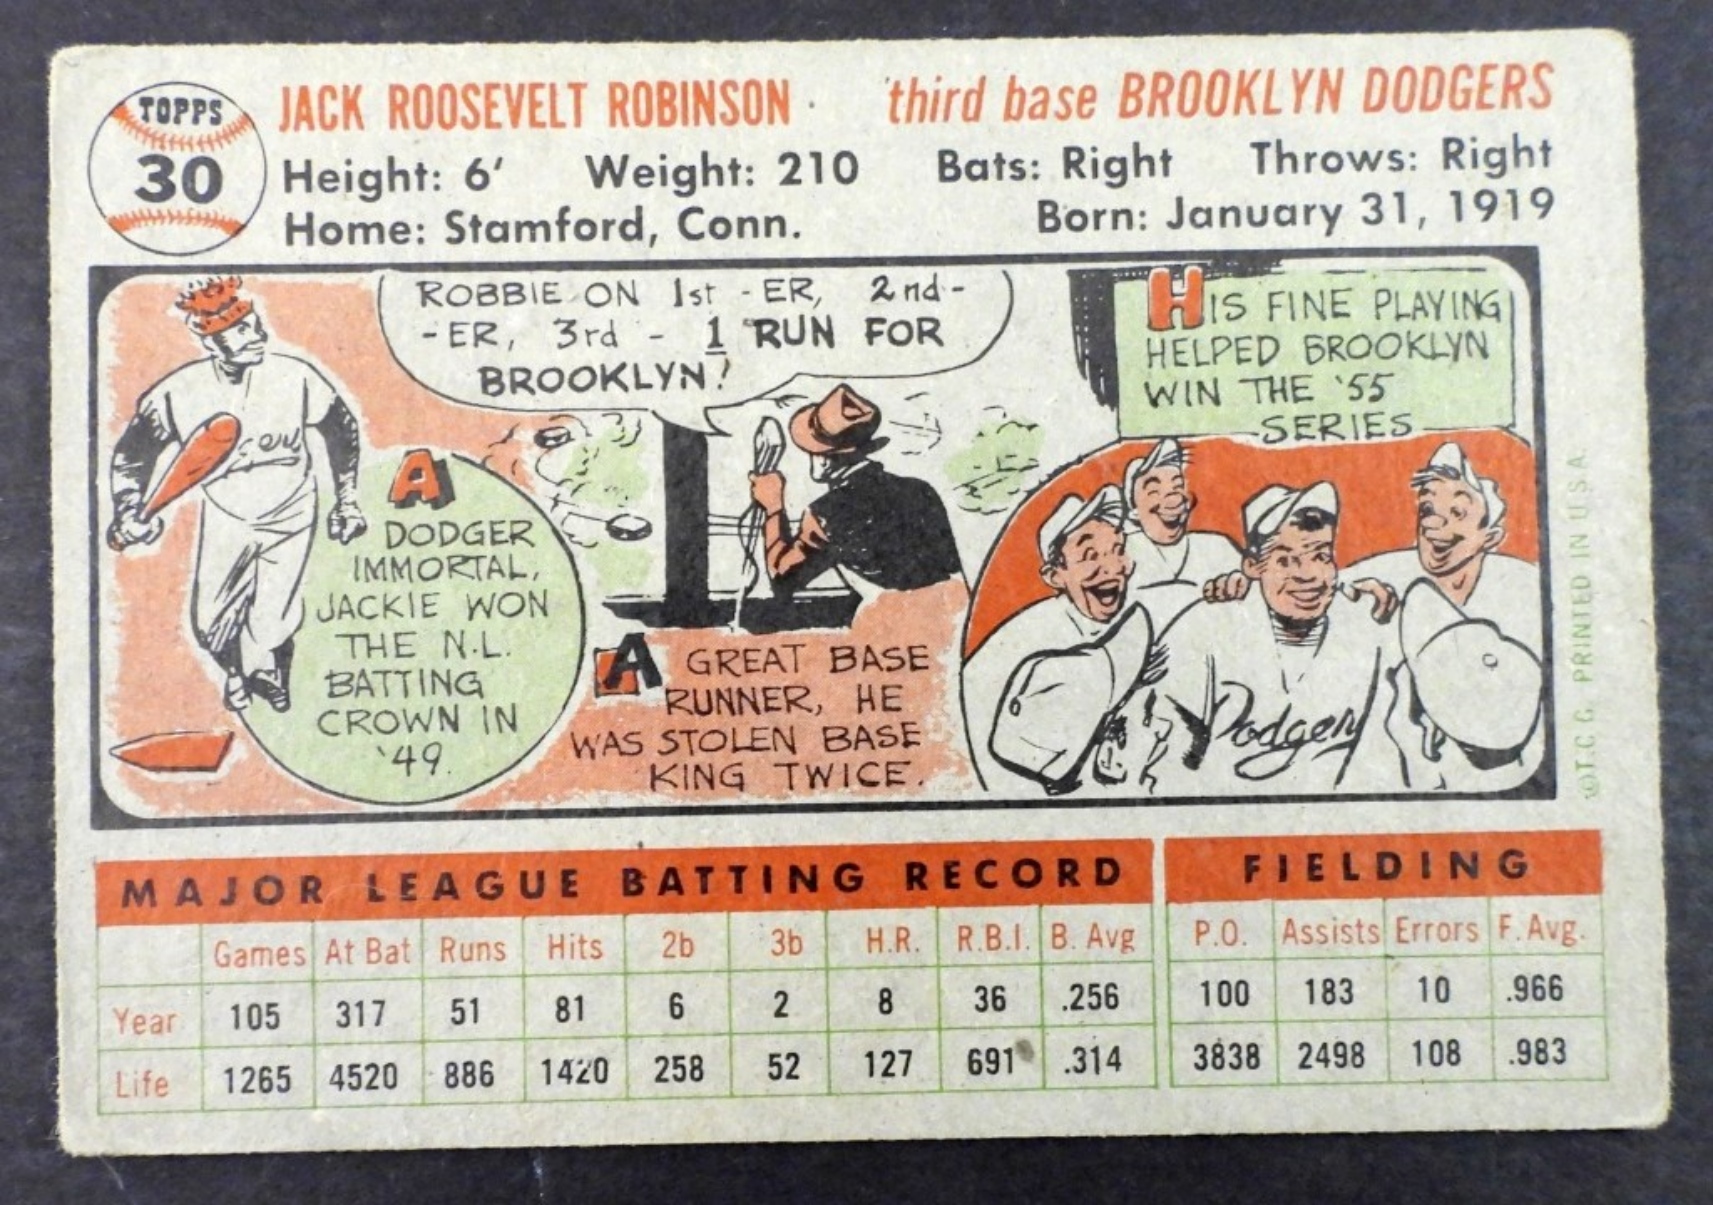 TOPPS
30
JACK ROOSEVELT ROBINSON · third base BROOKLYN DODGERS
Height: 6' Weight: 210 Bats: Right Throws: Right
Home: Stamford, Conn. Born: January 31, 1919
ROBBIE ON 1st - ER, 2nd -
- ER, 3rd - 1 RUN FOR
BROOKLYN!
HIS FINE PLAYING
HELPED BROOKLYN
WIN THE '55
SERIES
A
DODGER
IMMORTAL,
JACKIE WON
THE N.L.
BATTING
CROWN IN
'49.
A GREAT BASE
RUNNER, HE
WAS STOLEN BASE
KING TWICE.
Dodgers
©T.C.G. PRINTED IN U.S.A.
MAJOR LEAGUE BATTING RECORD FIELDING
Games At Bat Runs Hits 2b 3b H.R. R.B.I. B. Avg P.O. Assists Errors F. Avg.
Year 105 317 51 81 6 2 8 36 .256 100 183 10 .966
Life 1265 4520 886 1420 258 52 127 691 .314 3838 2498 108 .983